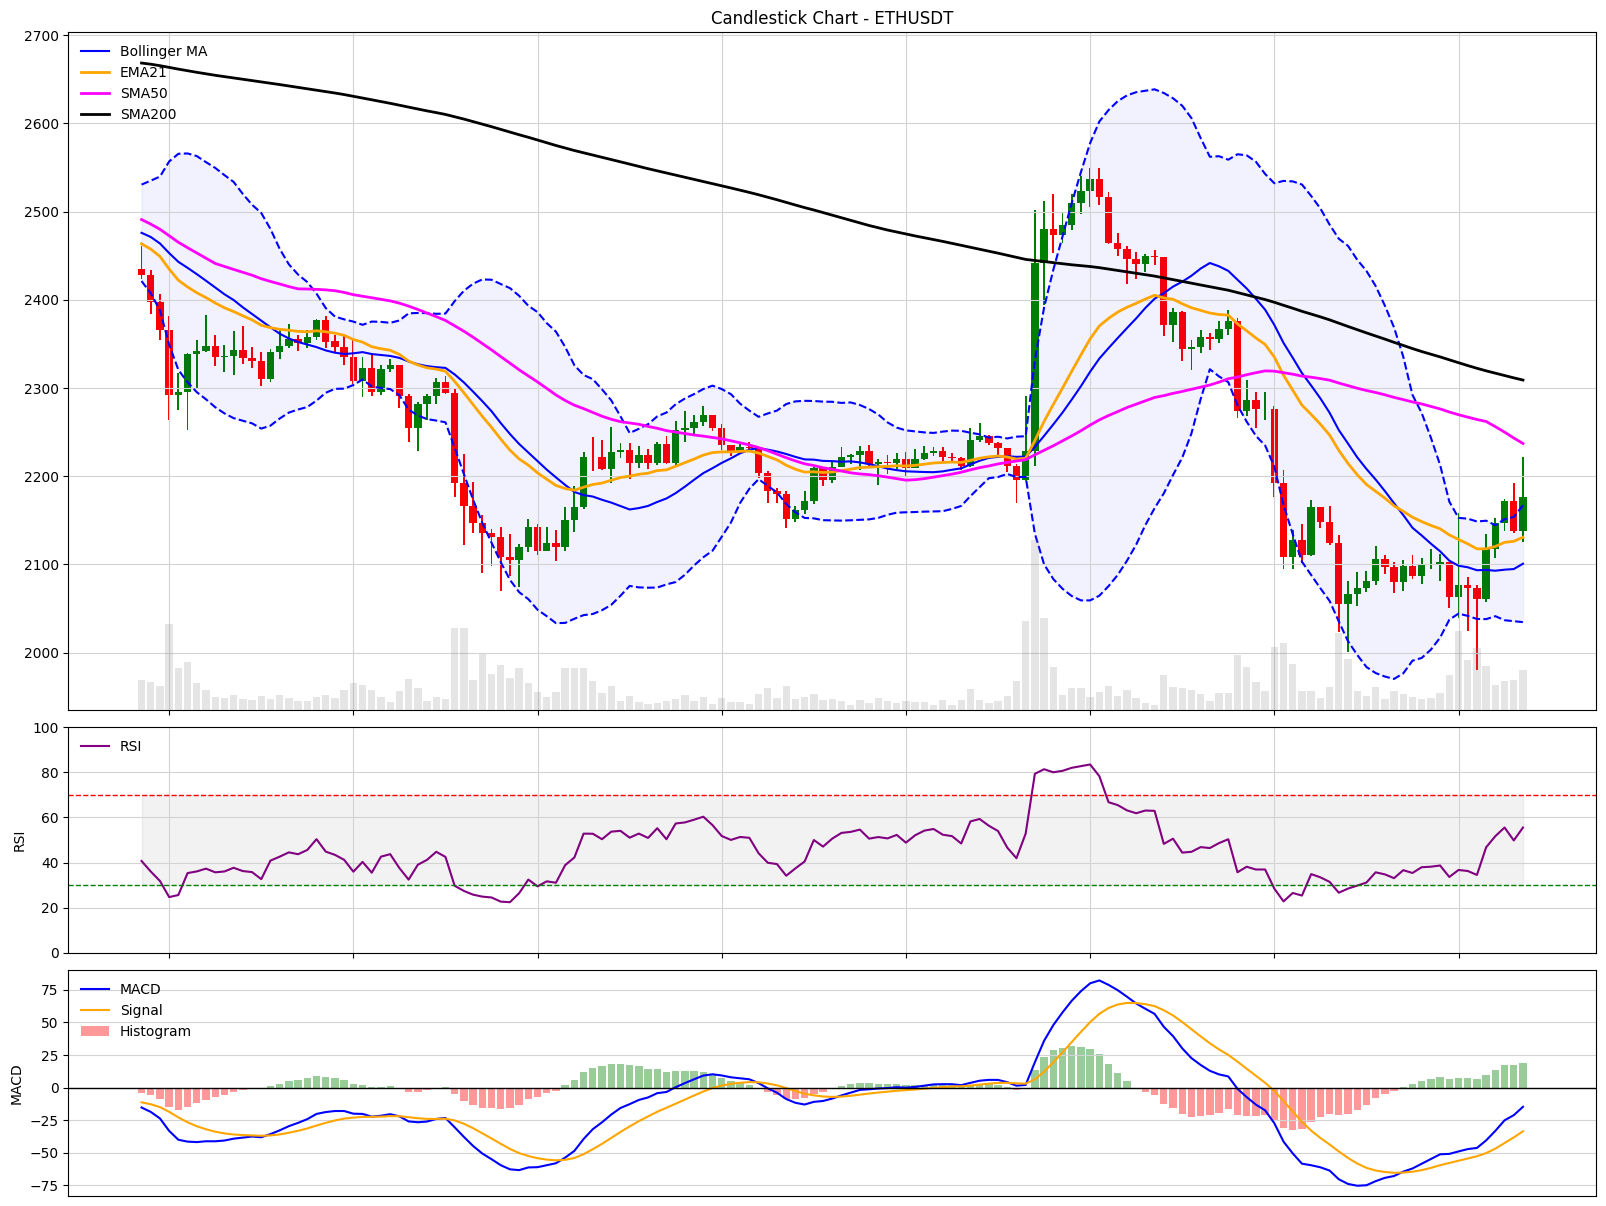 Candlestick Chart - ETHUSDT
2700
2600
2500
2400
2300
2200
2100
2000
Bollinger MA
EMA21
SMA50
SMA200
100
80
60
40
20
0
RSI
RSI
75
50
25
0
−25
−50
−75
MACD
MACD
Signal
Histogram